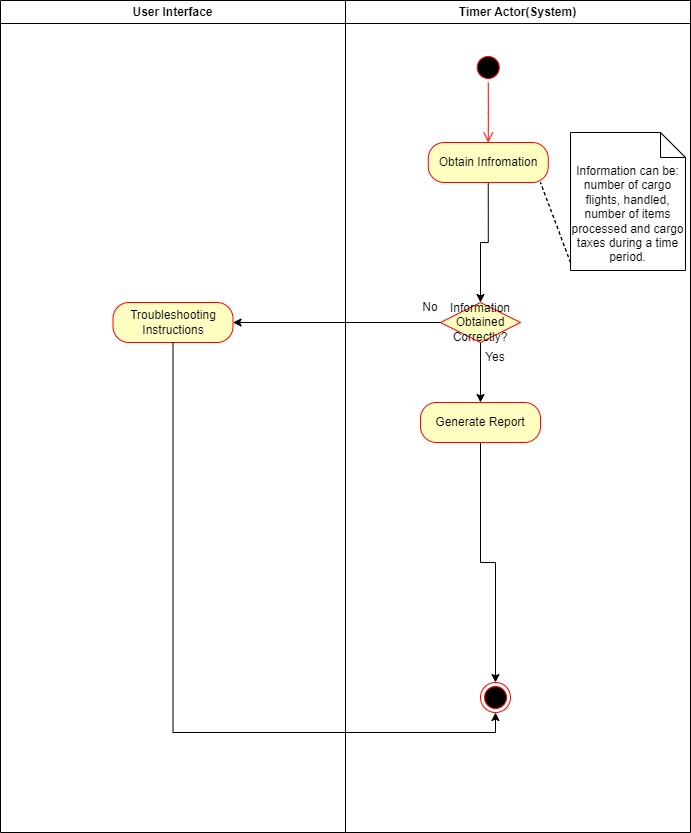 User Interface
Timer Actor(System)
Obtain Infromation
Information can be:
number of cargo
flights, handled,
number of items
processed and cargo
taxes during a time
period.
No
Information
Obtained
Correctly?
Troubleshooting
Instructions
Yes
Generate Report